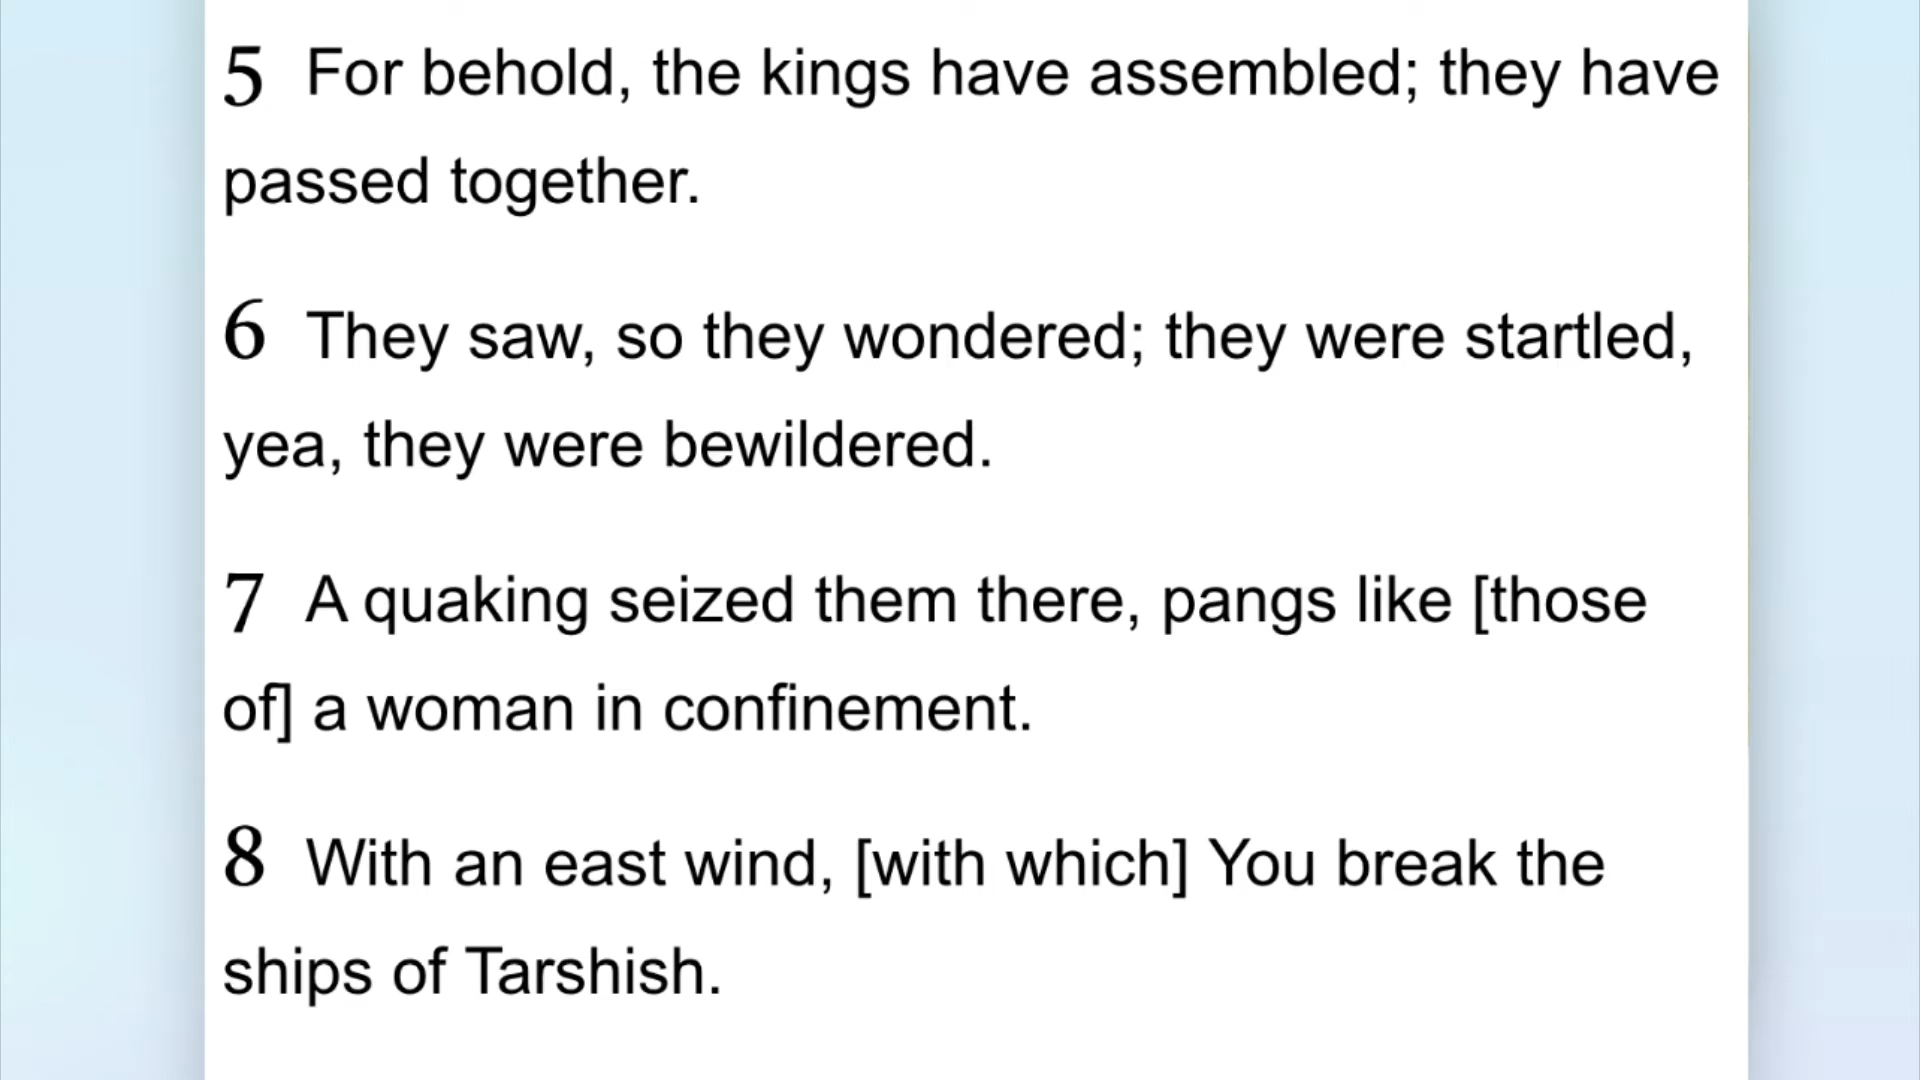 5 For behold, the kings have assembled; they have
passed together.
6 They saw, so they wondered; they were startled,
yea, they were bewildered.
7 A quaking seized them there, pangs like [those
of] a woman in confinement.
8 With an east wind, [with which] You break the
ships of Tarshish.